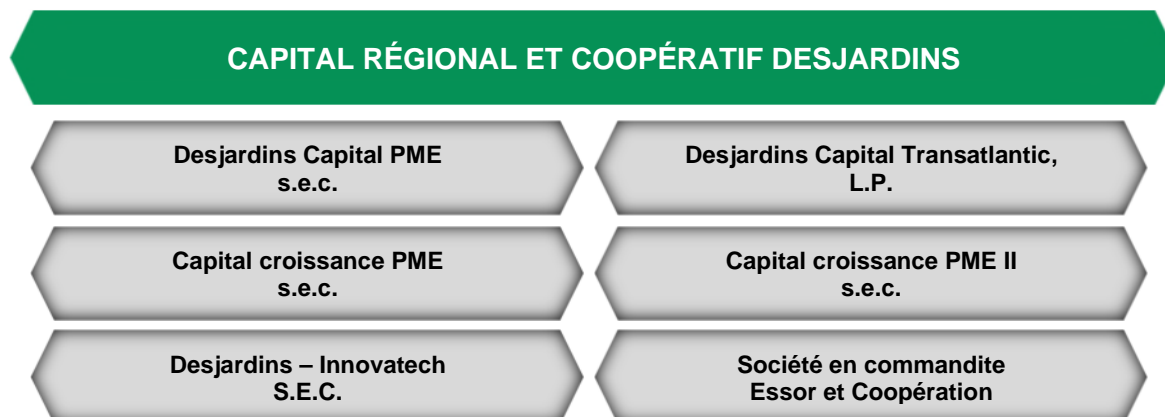 CAPITAL RÉGIONAL ET COOPÉRATIF DESJARDINS
Desjardins Capital PME
s.e.c.
Desjardins Capital Transatlantic,
L.P.
Capital croissance PME
s.e.c.
Capital croissance PME II
s.e.c.
Desjardins – Innovatech
S.E.C.
Société en commandite
Essor et Coopération